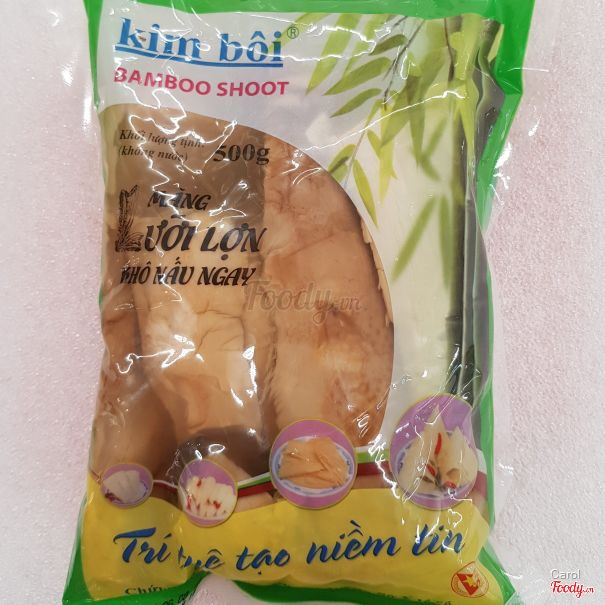 kim bôi®
BAMBOO SHOOT
Khối lượng tịnh:
(không nước) 500g
MĂNG
LƯỠI LỢN
KHÔ NẤU NGAY
Foody.vn
Trí tuệ tạo niềm tin
Carol
Foody.vn